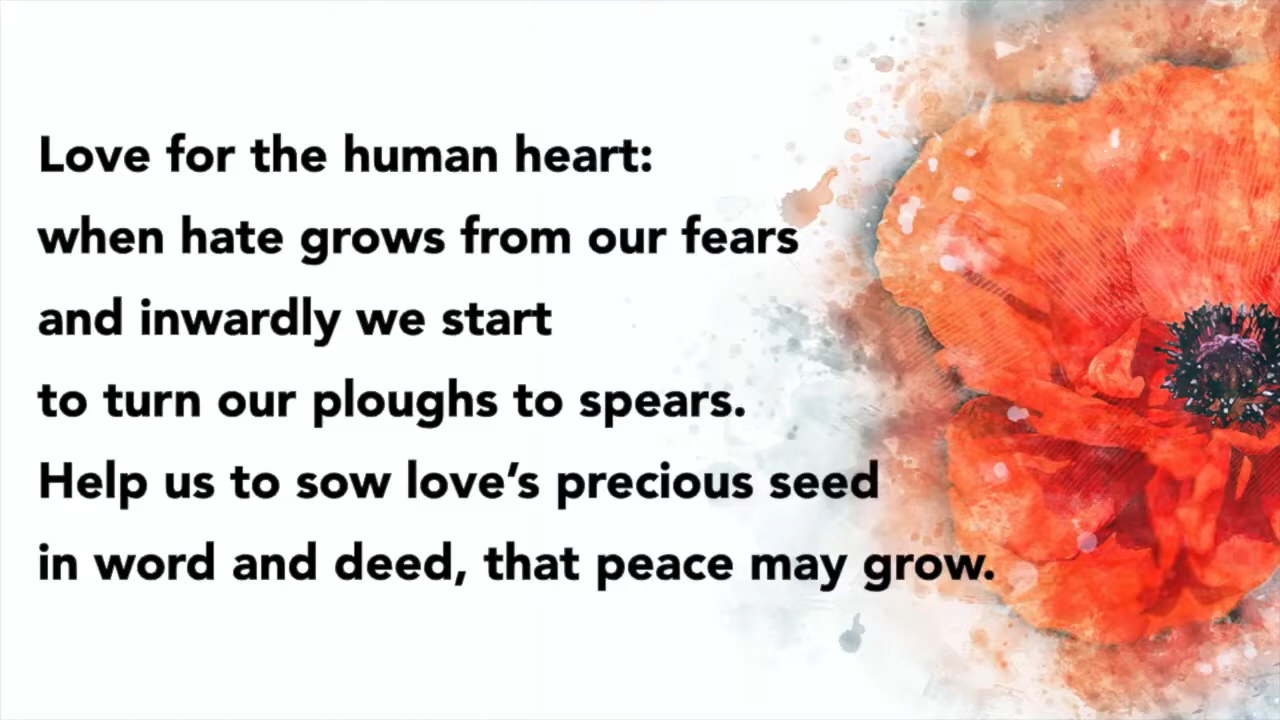 Love for the human heart:
when hate grows from our fears
and inwardly we start
to turn our ploughs to spears.
Help us to sow love’s precious seed
in word and deed, that peace may grow.